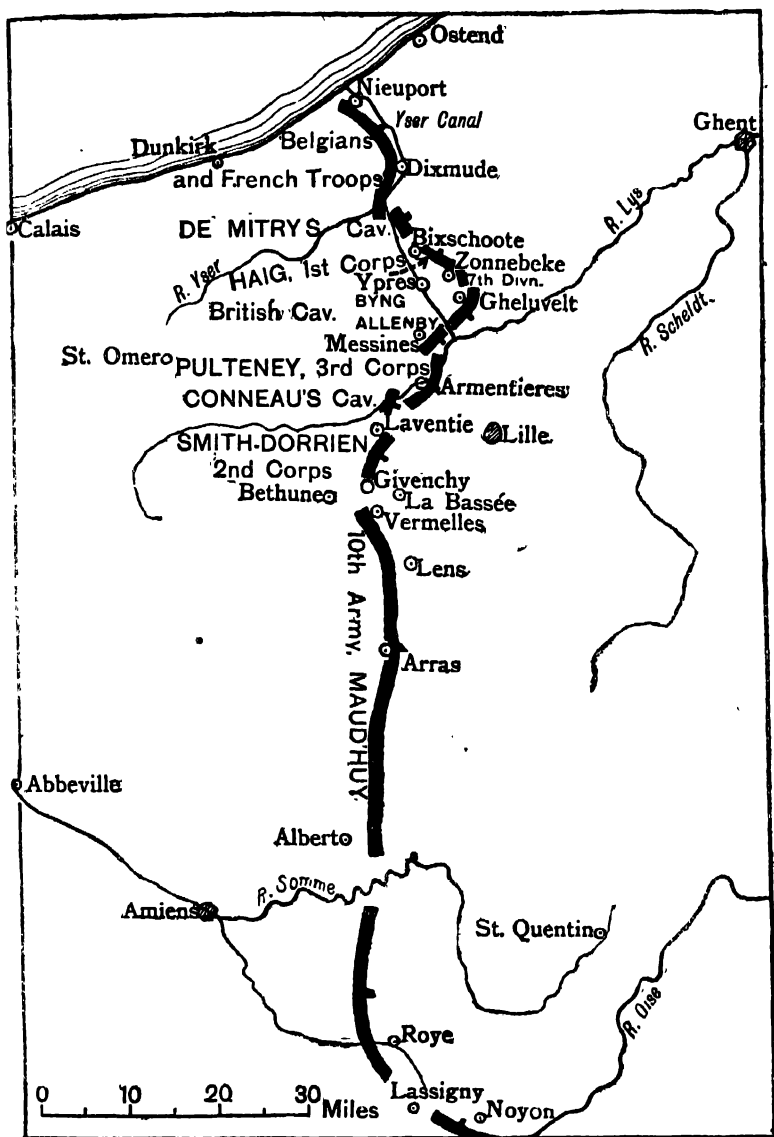 Ostend
Nieuport
Yser Canal
Ghent
Dunkirk
Belgians
Dixmude
and French Troops
R. Lys
Calais
DE MITRYS Cav.
Bixschoote
R. Yser
HAIG, 1st Corps
Zonnebeke
Ypres
7th Divn.
BYNG
Gheluvelt
British Cav.
ALLENBY
R. Scheldt.
Messines
St. Omer
PULTENEY, 3rd Corps
Armentieres
CONNEAU'S Cav.
Laventie
Lille
SMITH-DORRIEN
2nd Corps
Givenchy
Bethune
La Bassée
Vermelles
10th Army, MAUD'HUY
Lens
Arras
Abbeville
Albert
R. Somme
Amiens
St. Quentin
R. Oise
Roye
0 10 20 30
Miles
Lassigny
Noyon